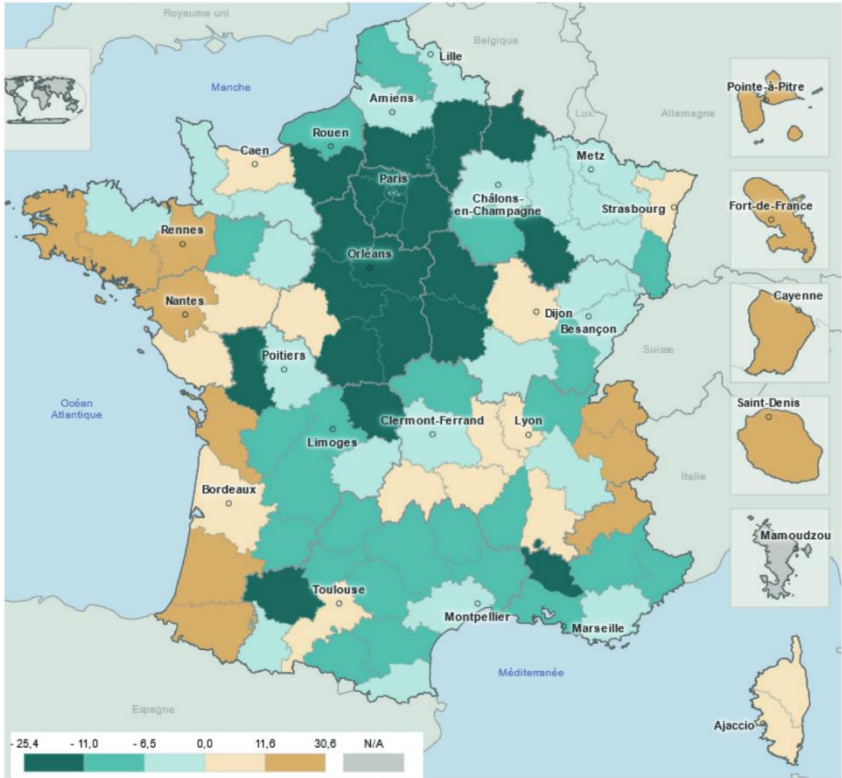 Royaume uni
Belgique
Lille
Manche
Amiens
Lux.
Allemagne
Pointe-à-Pitre
Rouen
Caen
Metz
Paris
Châlons-
en-Champagne
Strasbourg
Fort-de-France
Rennes
Orléans
Nantes
Dijon
Besançon
Cayenne
Poitiers
Suisse
Océan
Atlantique
Saint-Denis
Clermont-Ferrand
Lyon
Limoges
Italie
Bordeaux
Mamoudzou
Toulouse
Montpellier
Marseille
Méditerranée
Espagne
Ajaccio
- 25,4 - 11,0 - 6,5 0,0 11,6 30,6 N/A